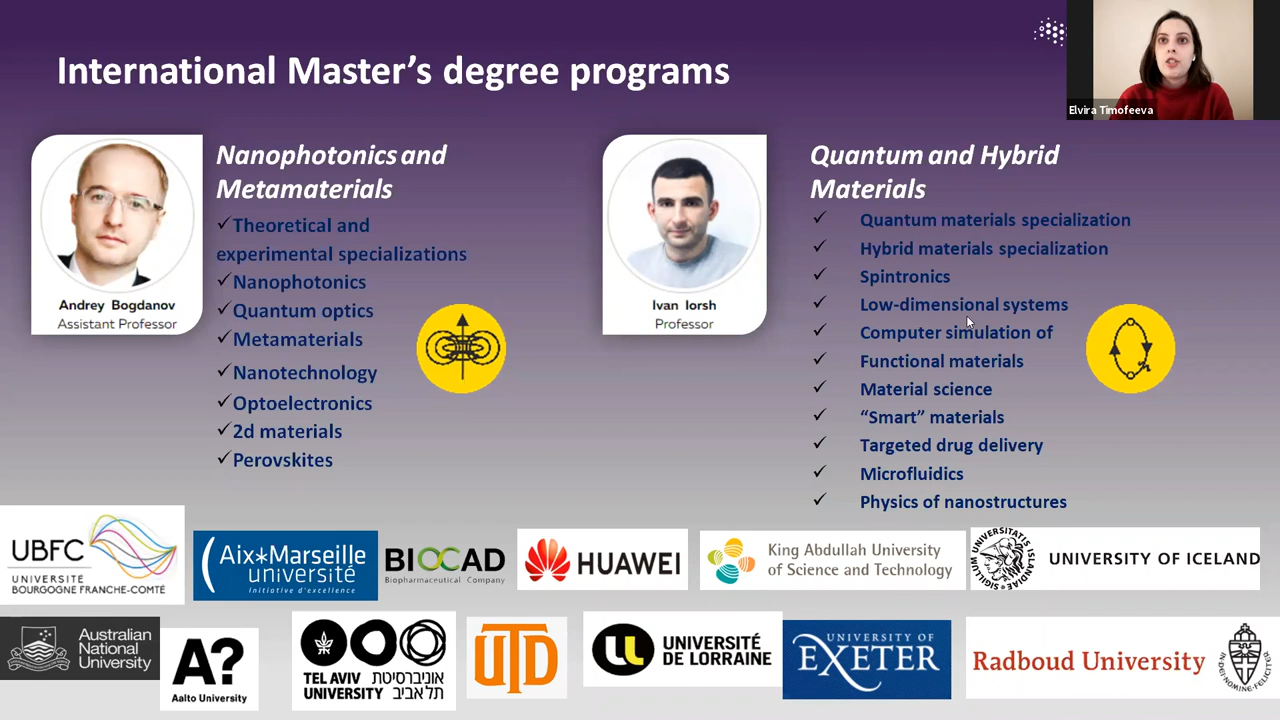 International Master's degree programs
Elvira Timofeeva
Andrey Bogdanov
Assistant Professor
Nanophotonics and
Metamaterials
Theoretical and
experimental specializations
Nanophotonics
Quantum optics
Metamaterials
Nanotechnology
Optoelectronics
2d materials
Perovskites
Ivan Iorsh
Professor
Quantum and Hybrid
Materials
Quantum materials specialization
Hybrid materials specialization
Spintronics
Low-dimensional systems
Computer simulation of
Functional materials
Material science
“Smart” materials
Targeted drug delivery
Microfluidics
Physics of nanostructures
UBFC
UNIVERSITÉ
BOURGOGNE FRANCHE-COMTÉ
Aix*Marseille
université
Initiative d'excellence
BIOCAD
Biopharmaceutical Company
HUAWEI
King Abdullah University
of Science and Technology
UNIVERSITY OF ICELAND
Australian
National
University
A?
Aalto University
TEL AVIV אוניברסיטת
UNIVERSITY תל אביב
UTD
UL
UNIVERSITÉ
DE LORRAINE
UNIVERSITY OF
EXETER
Radboud University